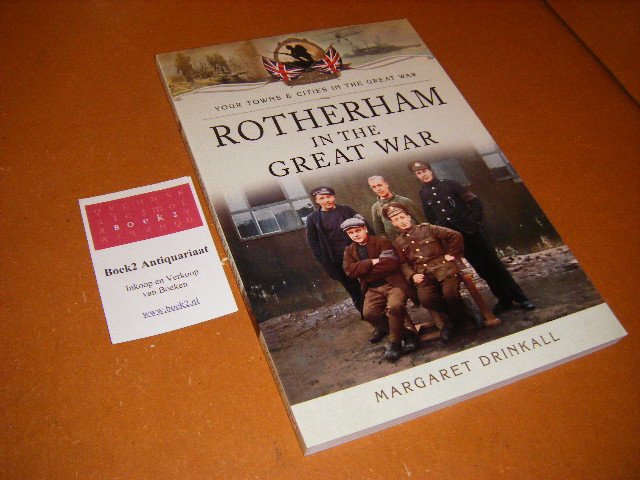 YOUR TOWNS & CITIES IN THE GREAT WAR
ROTHERHAM
IN THE
GREAT WAR
MARGARET DRINKALL
BoEK2
Boek2 Antiquariaat
Inkoop en Verkoop
van Boeken
www.boek2.nl